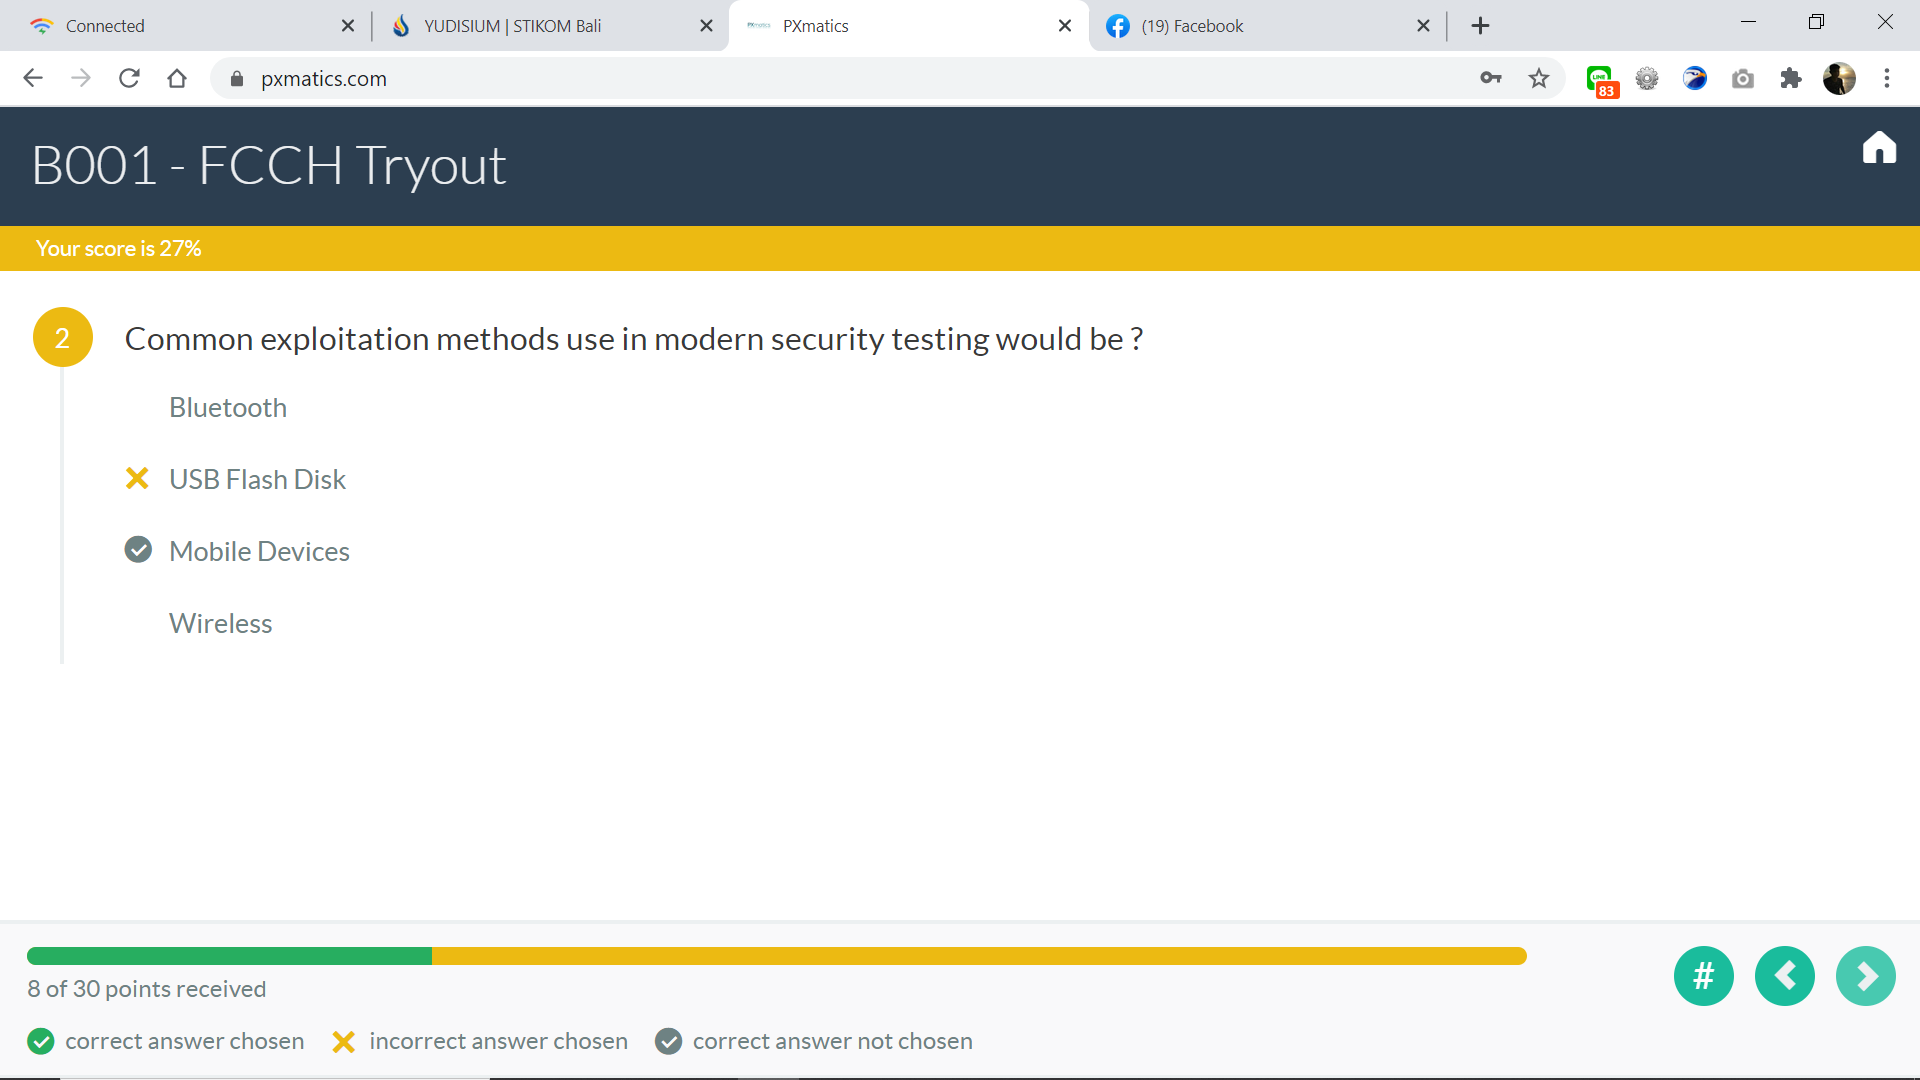 Connected
YUDISIUM | STIKOM Bali
PXmatics
PXmatics
(19) Facebook
pxmatics.com
LINE
83
B001 - FCCH Tryout
Your score is 27%
2
Common exploitation methods use in modern security testing would be ?
Bluetooth
USB Flash Disk
Mobile Devices
Wireless
8 of 30 points received
#
correct answer chosen
incorrect answer chosen
correct answer not chosen